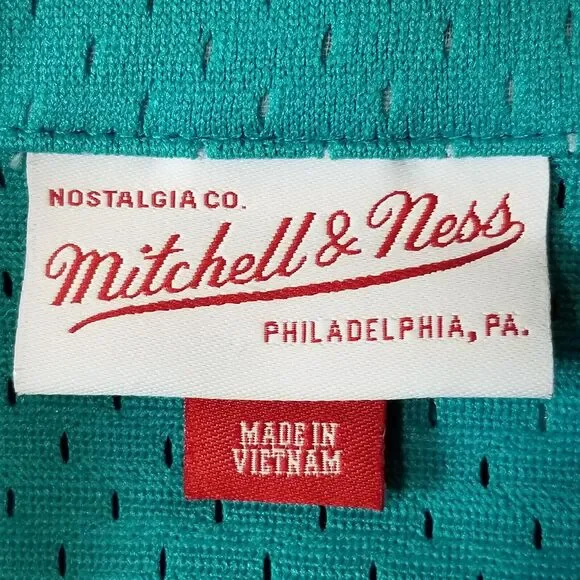 NOSTALGIA CO.
Mitchell & Ness
PHILADELPHIA, PA.
MADE IN
VIETNAM